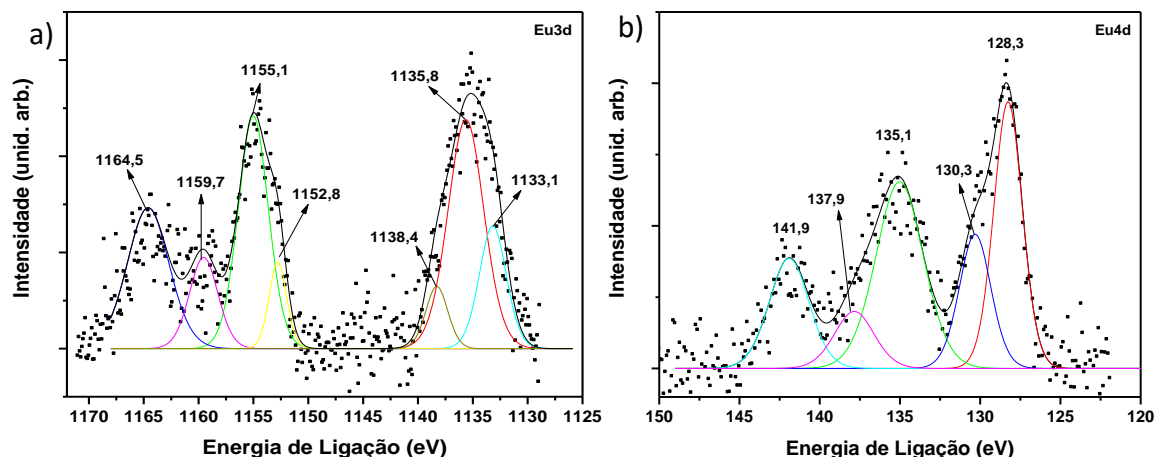 a)
Eu3d
1155,1
1135,8
1164,5
1159,7
1152,8
1133,1
1138,4
Intensidade (unid. arb.)
1170 1165 1160 1155 1150 1145 1140 1135 1130 1125
Energia de Ligação (eV)
b)
Eu4d
128,3
135,1
130,3
137,9
141,9
Intensidade (unid. arb.)
150 145 140 135 130 125 120
Energia de Ligação (eV)